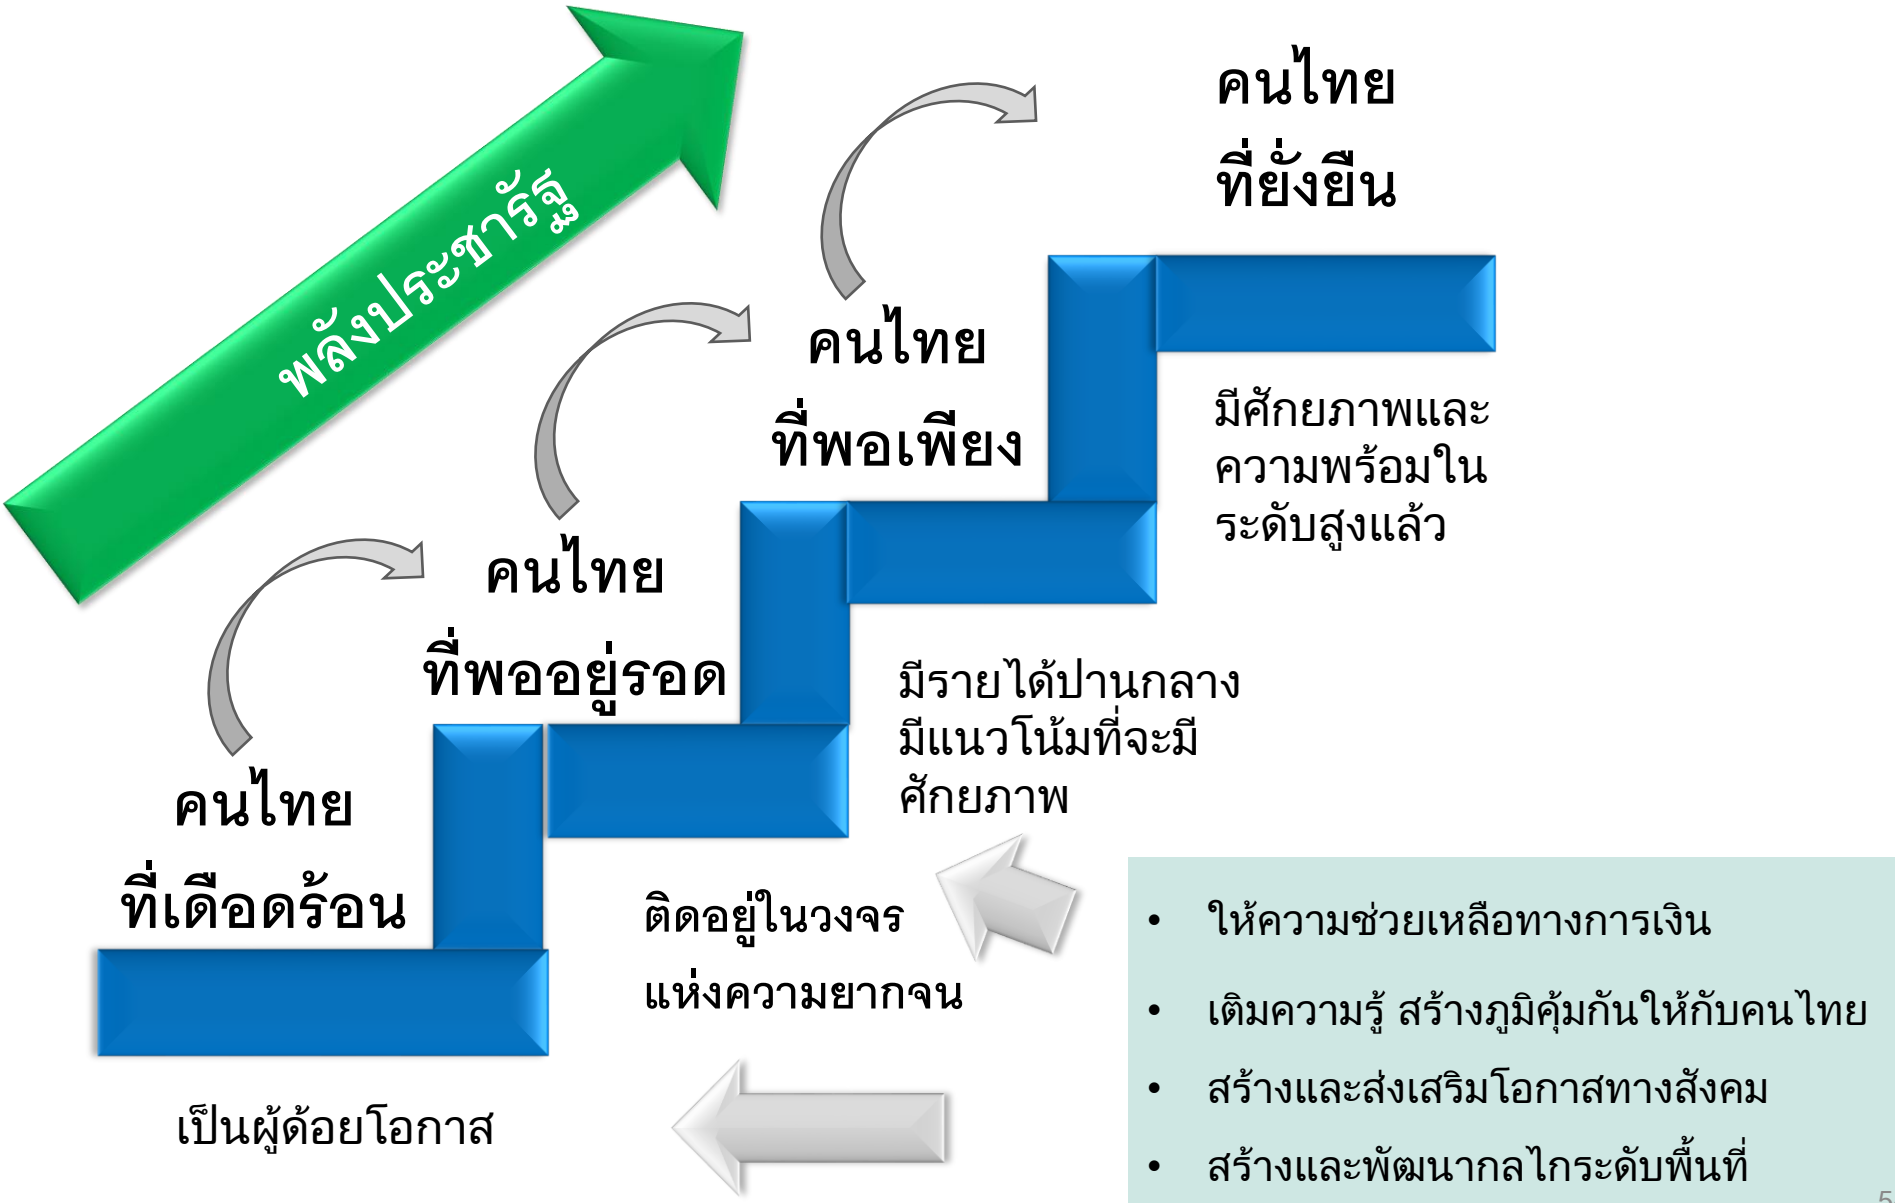 พลังประชารัฐ
คนไทย
ที่ยั่งยืน
คนไทย
ที่พอเพียง
มีศักยภาพและ
ความพร้อมใน
ระดับสูงแล้ว
คนไทย
ที่พออยู่รอด
มีรายได้ปานกลาง
มีแนวโน้มที่จะมี
ศักยภาพ
คนไทย
ที่เดือดร้อน
ติดอยู่ในวงจร
แห่งความยากจน
เป็นผู้ด้อยโอกาส
• ให้ความช่วยเหลือทางการเงิน
• เติมความรู้ สร้างภูมิคุ้มกันให้กับคนไทย
• สร้างและส่งเสริมโอกาสทางสังคม
• สร้างและพัฒนากลไกระดับพื้นที่
5